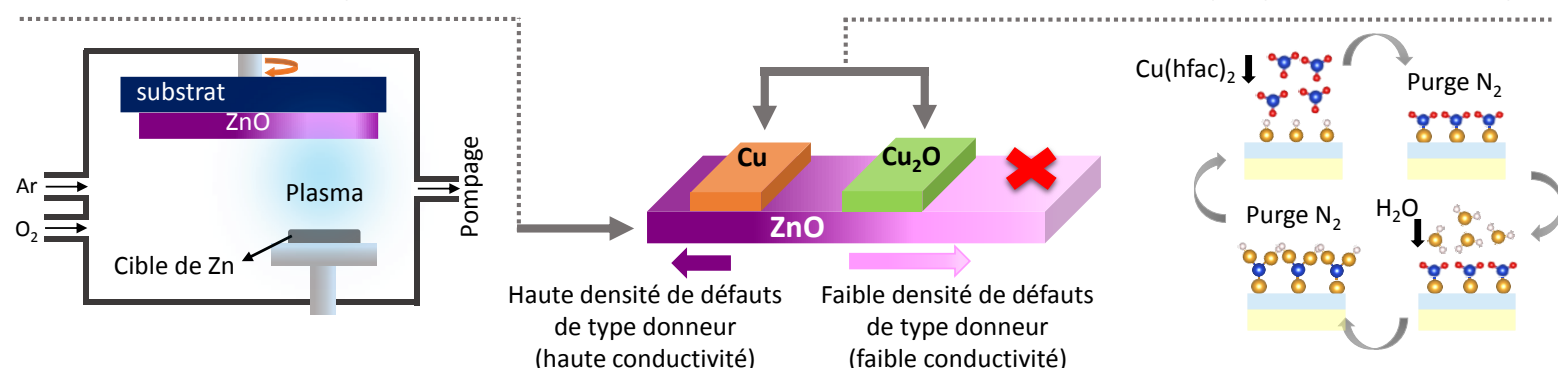 substrat
ZnO
Plasma
Ar
O₂
Cible de Zn
Pompage
Cu
Cu₂O
ZnO
Haute densité de défauts
de type donneur
(haute conductivité)
Faible densité de défauts
de type donneur
(faible conductivité)
Cu(hfac)₂
Purge N₂
Purge N₂
H₂O